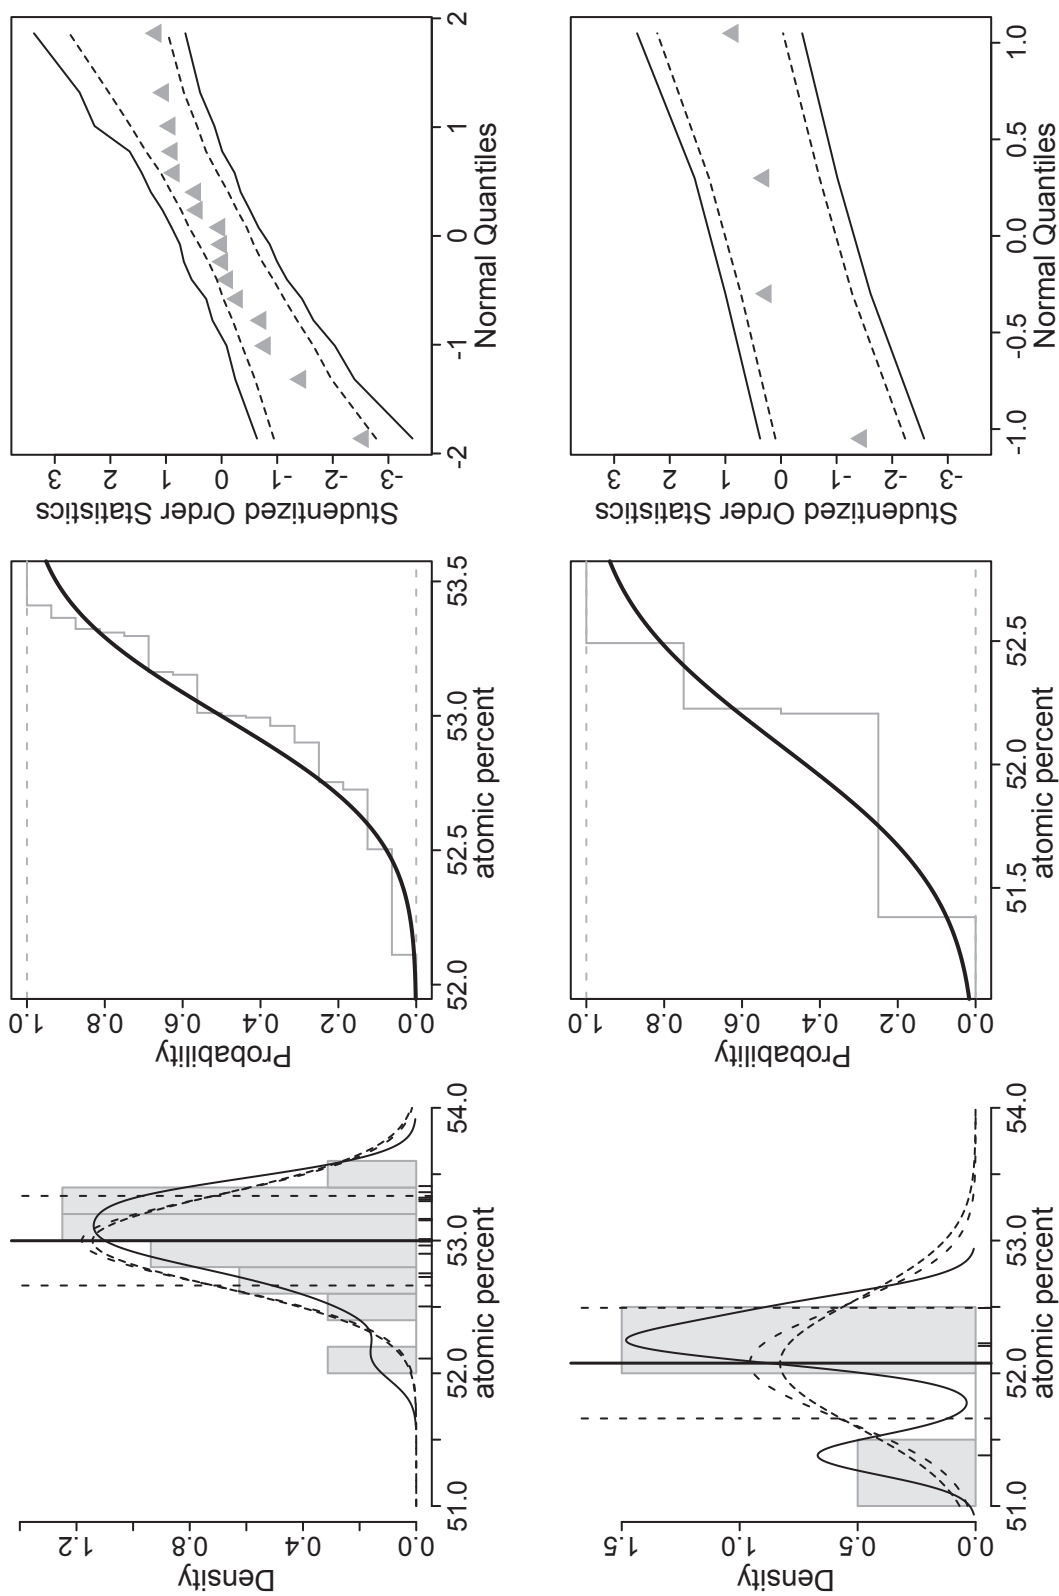 Density
0.0 0.4 0.8 1.2
51.0 52.0 53.0 54.0
atomic percent
Probability
0.0 0.2 0.4 0.6 0.8 1.0
52.0 52.5 53.0 53.5
atomic percent
Studentized Order Statistics
-3 -2 -1 0 1 2 3
-2 -1 0 1 2
Normal Quantiles
Density
0.0 0.5 1.0 1.5
51.0 52.0 53.0 54.0
atomic percent
Probability
0.0 0.2 0.4 0.6 0.8 1.0
51.5 52.0 52.5
atomic percent
Studentized Order Statistics
-3 -2 -1 0 1 2 3
-1.0 -0.5 0.0 0.5 1.0
Normal Quantiles